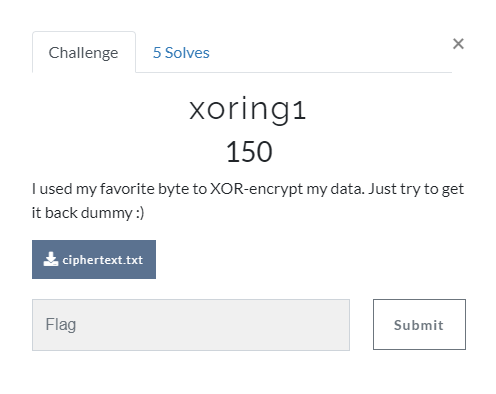 Challenge
5 Solves
×
xoring1
150
I used my favorite byte to XOR-encrypt my data. Just try to get
it back dummy :)
ciphertext.txt
Flag
Submit